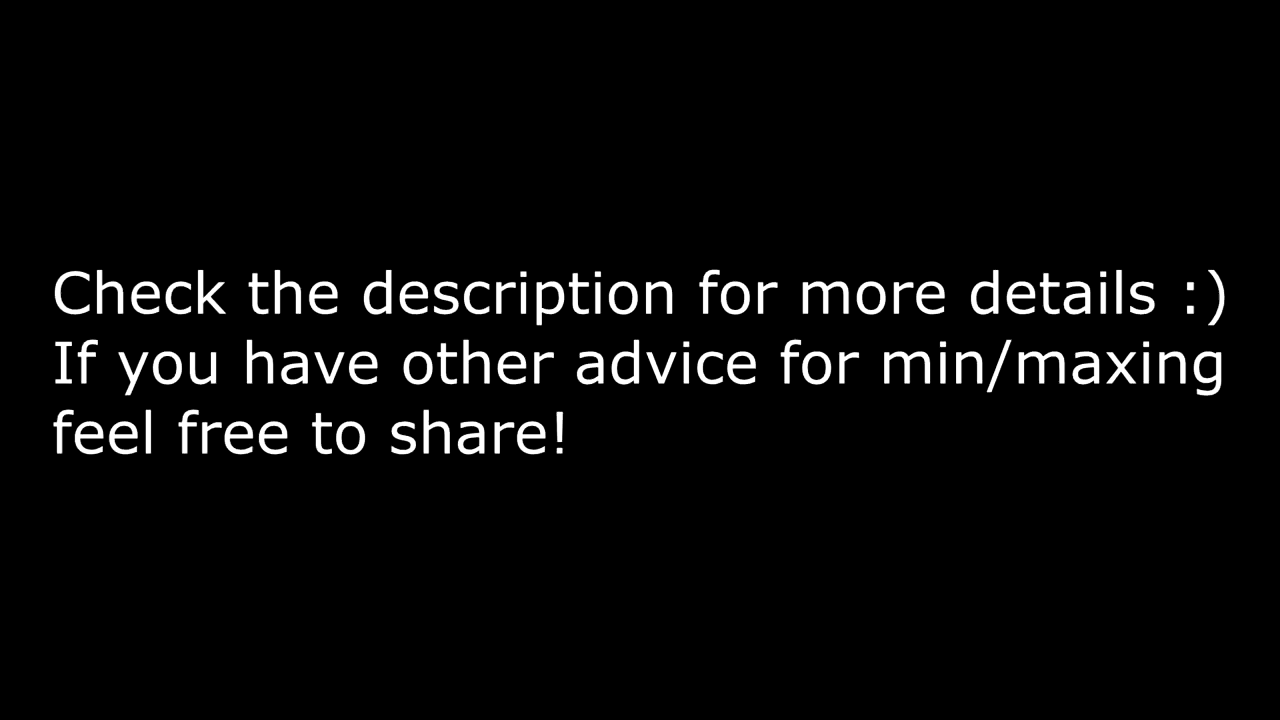 Check the description for more details :)
If you have other advice for min/maxing
feel free to share!